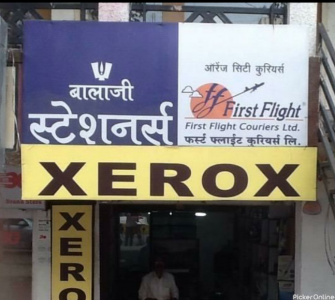 बालाजी
स्टेशनर्स
ऑरेंज सिटी कुरियर्स
First Flight
First Flight Couriers Ltd.
फर्स्ट फ्लाईट कुरियर्स लि.
XEROX
XERO
PickerOnline